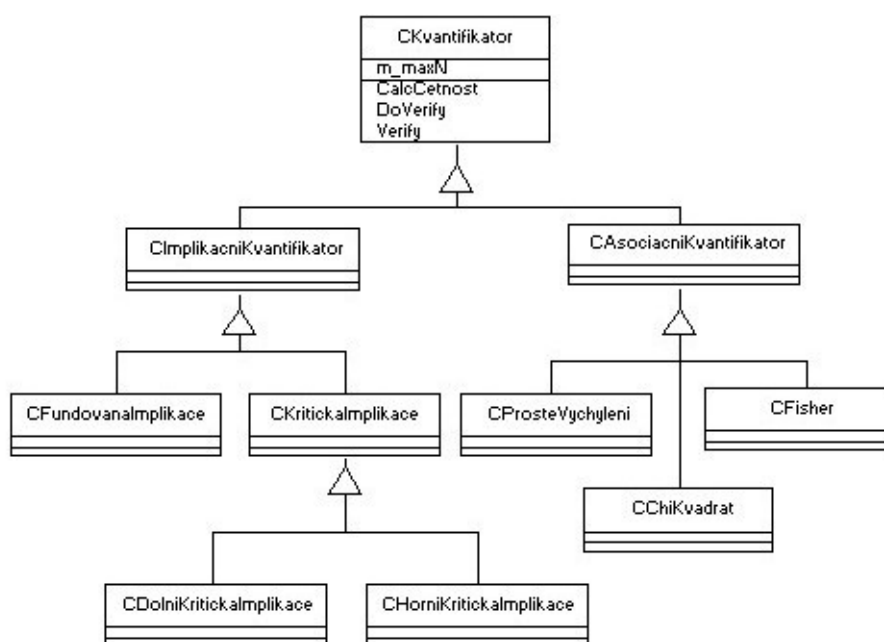 CKvantifikator
m_maxN
CalcCetnost
DoVerify
Verify
CImplikacniKvantifikator
CAsociacniKvantifikator
CFundovanaImplikace
CKritickaImplikace
CProsteVychyleni
CFisher
CChiKvadrat
CDolniKritickaImplikace
CHorniKritickaImplikace